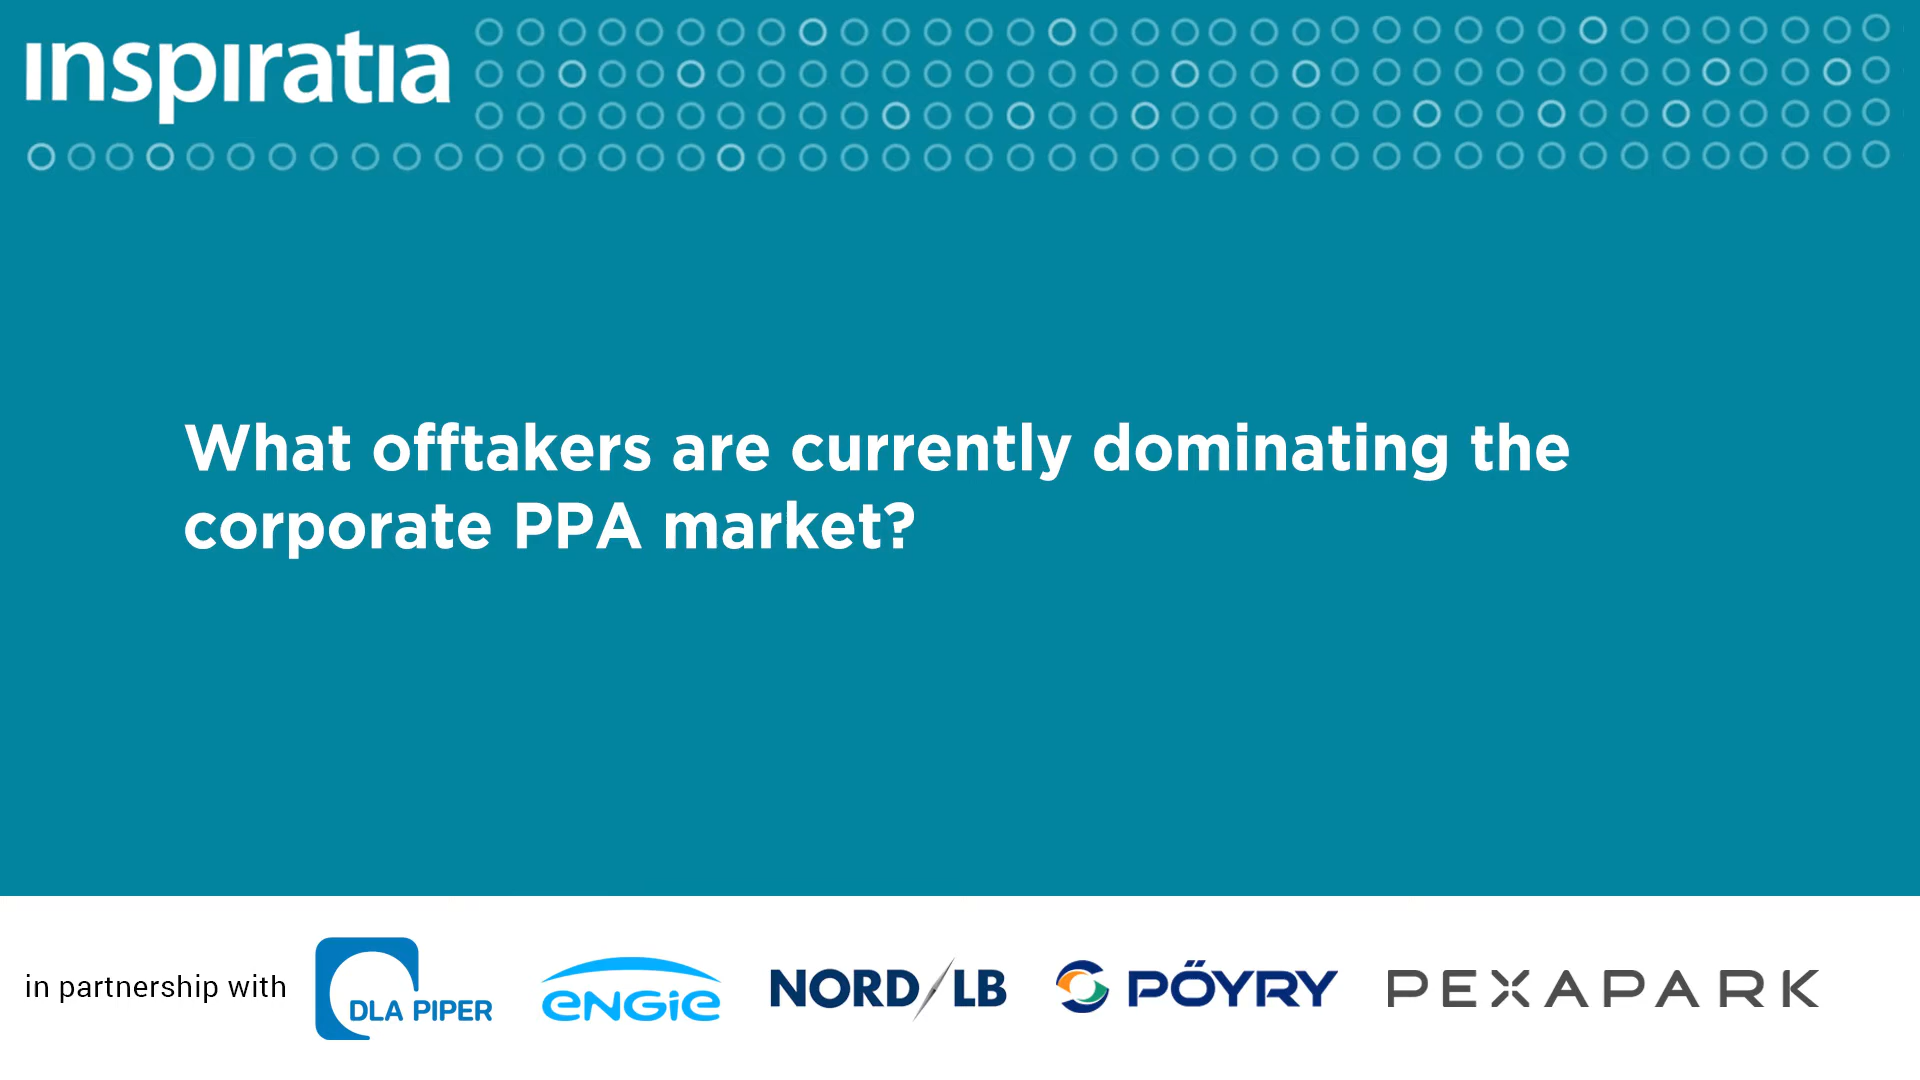 inspiratia
What offtakers are currently dominating the
corporate PPA market?
in partnership with
DLA PIPER
ENGIE
NORD/LB
PÖYRY
PEXAPARK